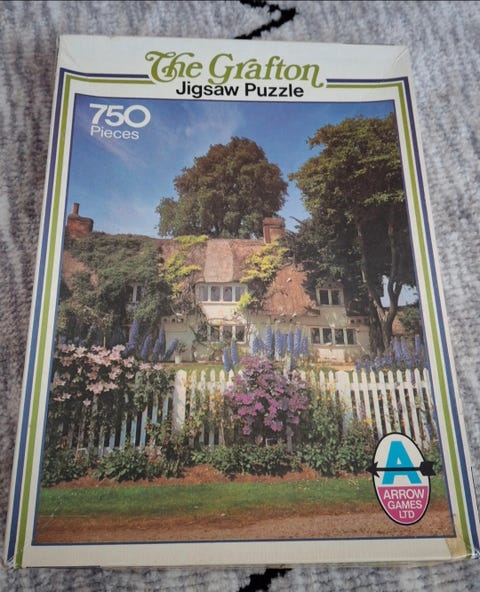 The Grafton
Jigsaw Puzzle
750
Pieces
A
ARROW
GAMES
LTD